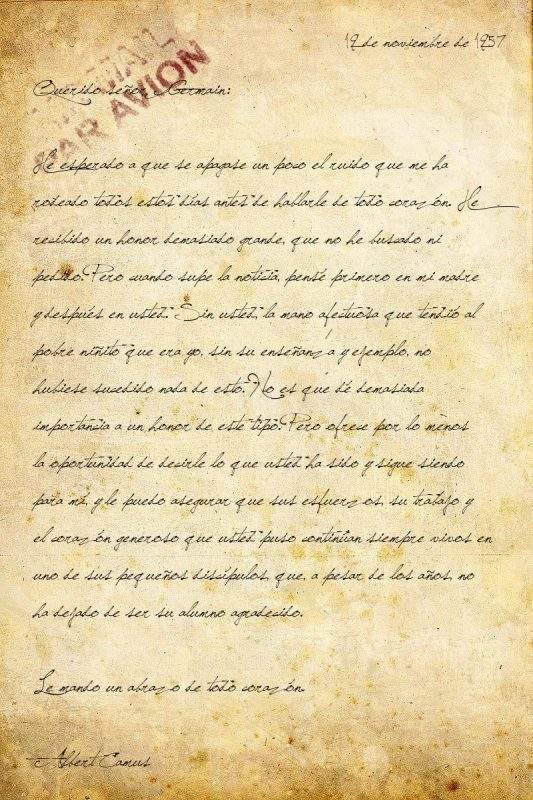 19 de noviembre de 1957
AIR MAIL
PAR AVION
Querido señor Germain:
He esperado a que se apagase un poco el ruido que me ha
rodeado todos estos días antes de hablarle de todo corazón. He
recibido un honor demasiado grande, que no he buscado ni
pedido. Pero cuando supe la noticia, pensé primero en mi madre
y después en usted. Sin usted, la mano afectuosa que tendió al
pobre niñito que era yo, sin su enseñanza y ejemplo, no
hubiese sucedido nada de esto. No es que dé demasiada
importancia a un honor de este tipo. Pero ofrece por lo menos
la oportunidad de decirle lo que usted ha sido y sigue siendo
para mí, y le puedo asegurar que sus esfuerzos, su trabajo y
el corazón generoso que usted puso continúan siempre vivos en
uno de sus pequeños discípulos, que, a pesar de los años, no
ha dejado de ser su alumno agradecido.
Le mando un abrazo de todo corazón.
Albert Camus